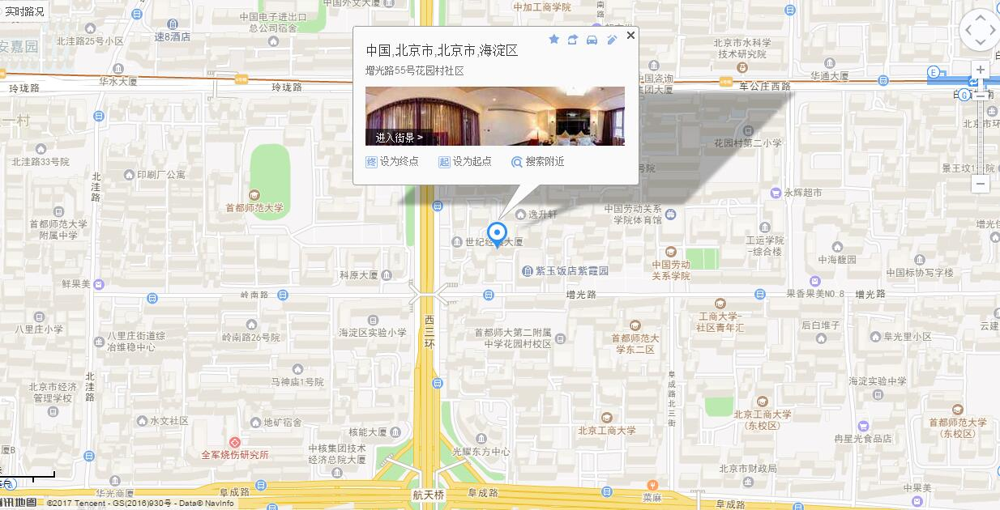 实时路况
中国外文大厦
中加工商学院
中国电子进出口
总公司宿舍
北洼路25号小区
速8酒店
安嘉园
中国,北京市,北京市,海淀区
增光路55号花园村社区
进入街景 >
终 设为终点
起 设为起点
搜索附近
北京市水科学
技术研究院
华水大厦
玲珑路
玲珑路
中国咨询
集团大厦
车公庄西路
华通大厦
E
G
一村
花园村第二小学
北京市环
北洼路33号院
印刷厂公寓
景王坟1
号院
北洼路
首都师范大学
永辉超市
首都师范大学
附属中学
逸升轩
中国劳动关系
学院体育馆
增光佳
世纪经贸大厦
工运学院
-综合楼
中海馥园
中国劳动
关系学院
中国标协写字楼
紫玉饭店紫霞园
科原大厦
鲜果美
岭南路
增光路
果香果美NO.8
增光路
八里庄小区
八里庄街道综
治维稳中心
岭南路26号院
海淀区实验小学
西三环
首都师大第二附属
中学花园村校区
首都师范大
学东二区
工商大学-
社区青年汇
后白堆子
阜光里小区
云建
北洼路
马神庙1号院
北京市经济
管理学校
阜成路北三街
海淀实验中学
水文社区
地矿宿舍
核能大厦
北京工商大学
北京工商大学
(东校区)
首都师范大学
(东校区)
冉星光食品店
厦B
全军烧伤研究所
中核集团技术
经济总院大厦
光耀东方中心
北京市财政局
华光商厦
阜成路
航天桥
阜成路
菜麻
阜成路
中果美
腾讯地图
©2017 Tencent - GS(2016)930号 - Data© NavInfo